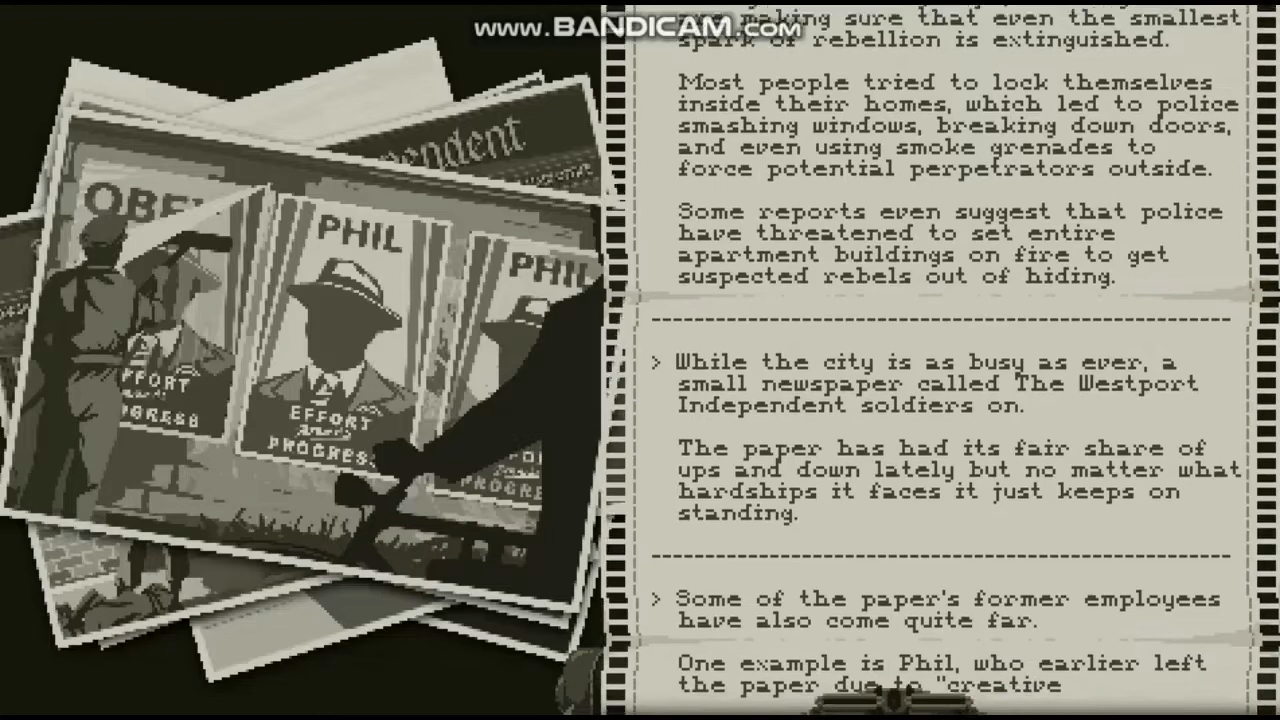 www.BANDICAM.com
making sure that even the smallest
spark of rebellion is extinguished.
Most people tried to lock themselves
inside their homes, which led to police
smashing windows, breaking down doors,
and even using smoke grenades to
force potential perpetrators outside.
Some reports even suggest that police
have threatened to set entire
apartment buildings on fire to get
suspected rebels out of hiding.
> While the city is as busy as ever, a
small newspaper called The Westport
Independent soldiers on.
The paper has had its fair share of
ups and down lately but no matter what
hardships it faces it just keeps on
standing.
> Some of the paper's former employees
have also come quite far.
One example is Phil, who earlier left
the paper due to "creative
pendent
OBE
PHIL
PHIL
EFFORT
PROGRESS
FFORT
OGRESS
PROGRE